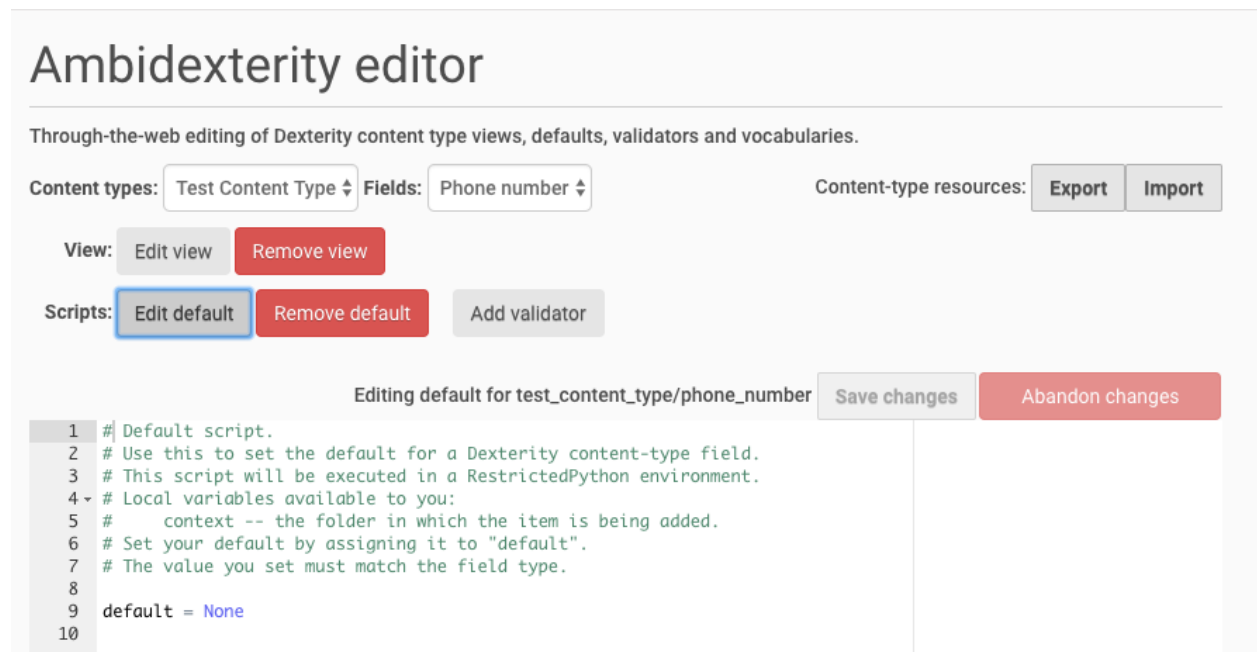 Ambidexterity editor
Through-the-web editing of Dexterity content type views, defaults, validators and vocabularies.
Content types: Test Content Type Fields: Phone number Content-type resources: Export Import
View: Edit view Remove view
Scripts: Edit default Remove default Add validator
Editing default for test_content_type/phone_number Save changes Abandon changes
1 # Default script.
2 # Use this to set the default for a Dexterity content-type field.
3 # This script will be executed in a RestrictedPython environment.
4 # Local variables available to you:
5 #     context -- the folder in which the item is being added.
6 # Set your default by assigning it to "default".
7 # The value you set must match the field type.
8
9 default = None
10